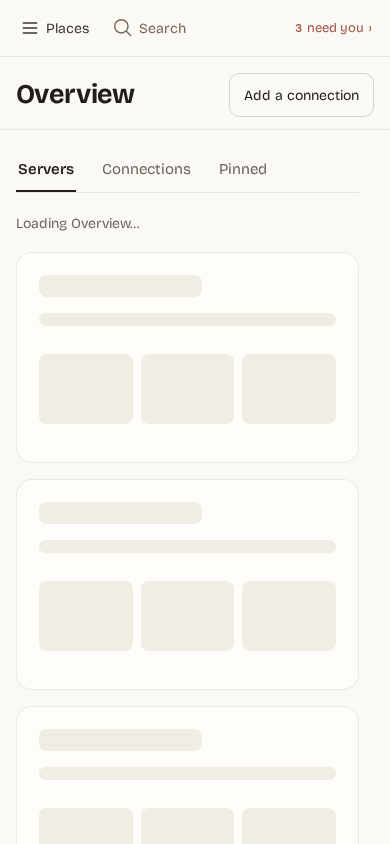 Places
Search
3 need you ›
Overview
Add a connection
Servers
Connections
Pinned
Loading Overview…